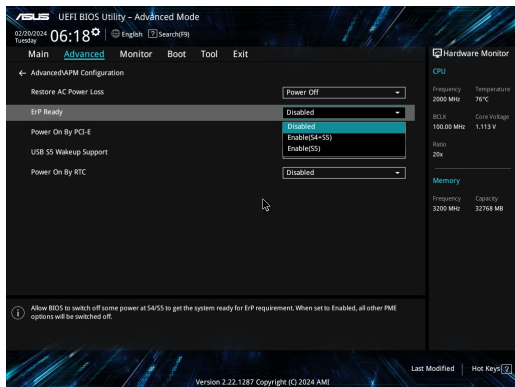 ASUS UEFI BIOS Utility – Advanced Mode
02/20/2024 Tuesday 06:18 English ? Search(F9)
Main Advanced Monitor Boot Tool Exit
Hardware Monitor
← Advanced\APM Configuration
Restore AC Power Loss Power Off
ErP Ready Disabled
Disabled
Enable(S4+S5)
Enable(S5)
Power On By PCI-E
USB S5 Wakeup Support
Power On By RTC Disabled
CPU
Frequency Temperature
2000 MHz 76°C
BCLK Core Voltage
100.00 MHz 1.113 V
Ratio
20x
Memory
Frequency Capacity
3200 MHz 32768 MB
i Allow BIOS to switch off some power at S4/S5 to get the system ready for ErP requirement. When set to Enabled, all other PME
options will be switched off.
Last Modified Hot Keys ?
Version 2.22.1287 Copyright (C) 2024 AMI